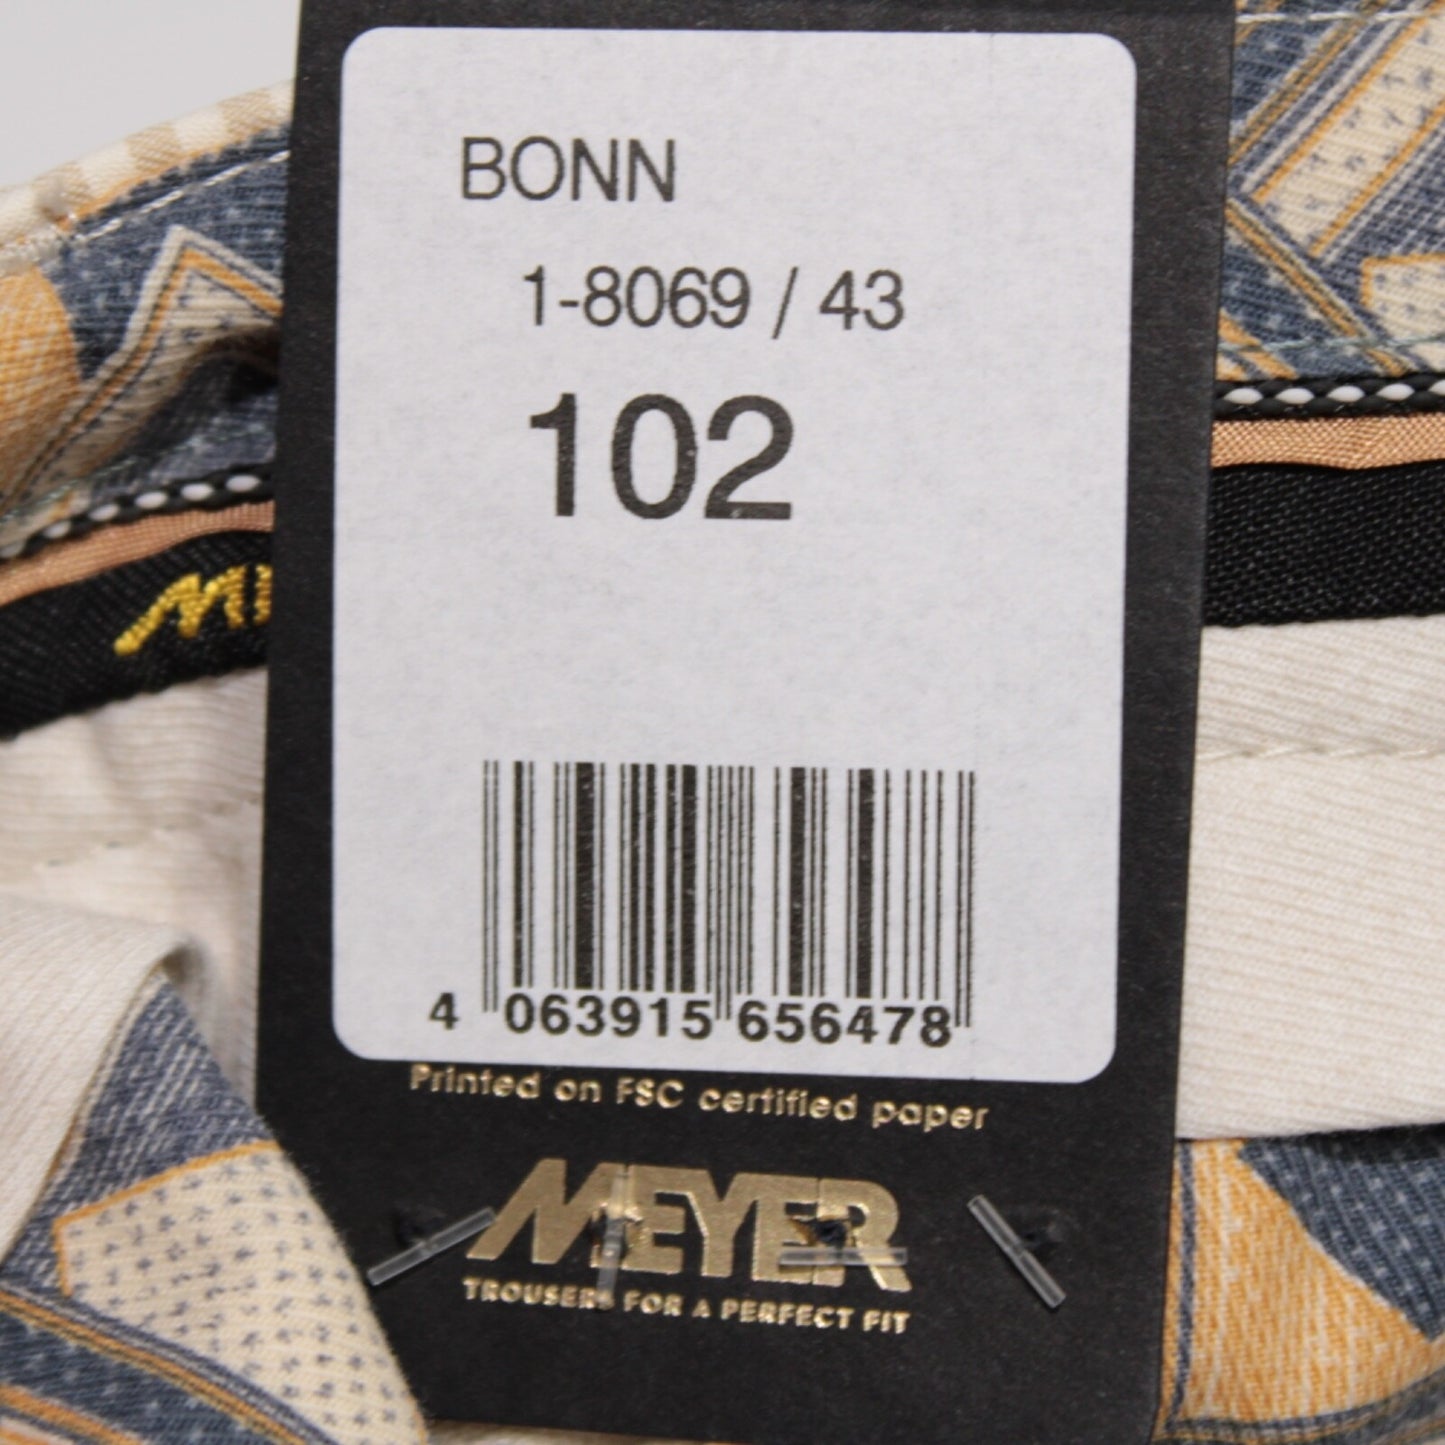 BONN
1-8069 / 43
102
4 063915 656478
Printed on FSC certified paper
MEYER
TROUSERS FOR A PERFECT FIT